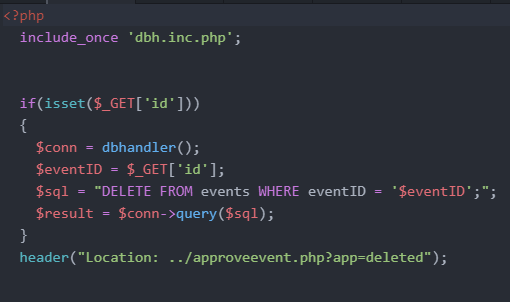 <?php
include_once 'dbh.inc.php';
if(isset($_GET['id']))
{
$conn = dbhandler();
$eventID = $_GET['id'];
$sql = "DELETE FROM events WHERE eventID = '$eventID';";
$result = $conn->query($sql);
}
header("Location: ../approveevent.php?app=deleted");